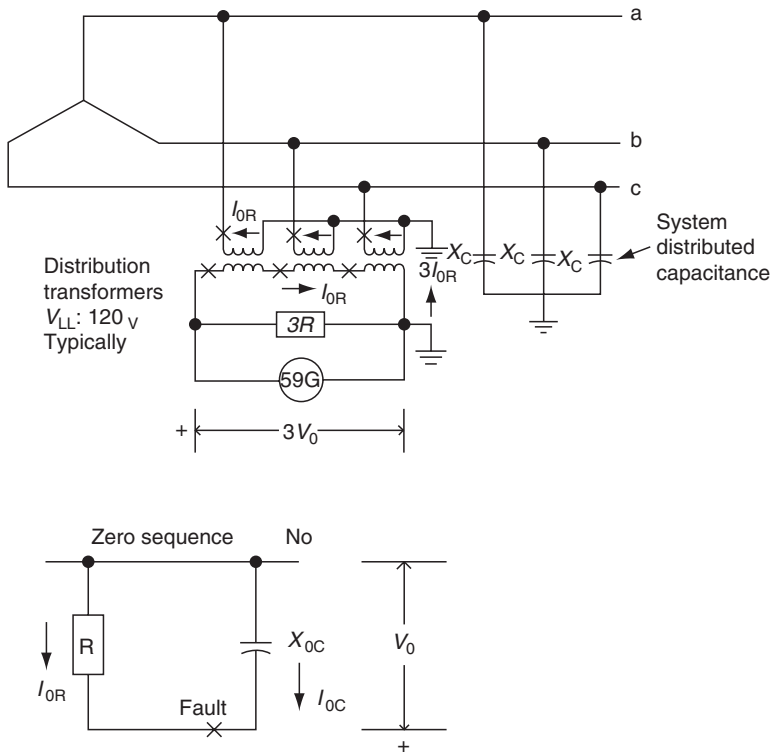 a
b
c
I0R
XC XC XC
System
distributed
capacitance
Distribution
transformers
VLL: 120 V
Typically
3I0R
I0R
3R
59G
+
3V0
Zero sequence No
R
X0C
V0
I0R
I0C
Fault
+